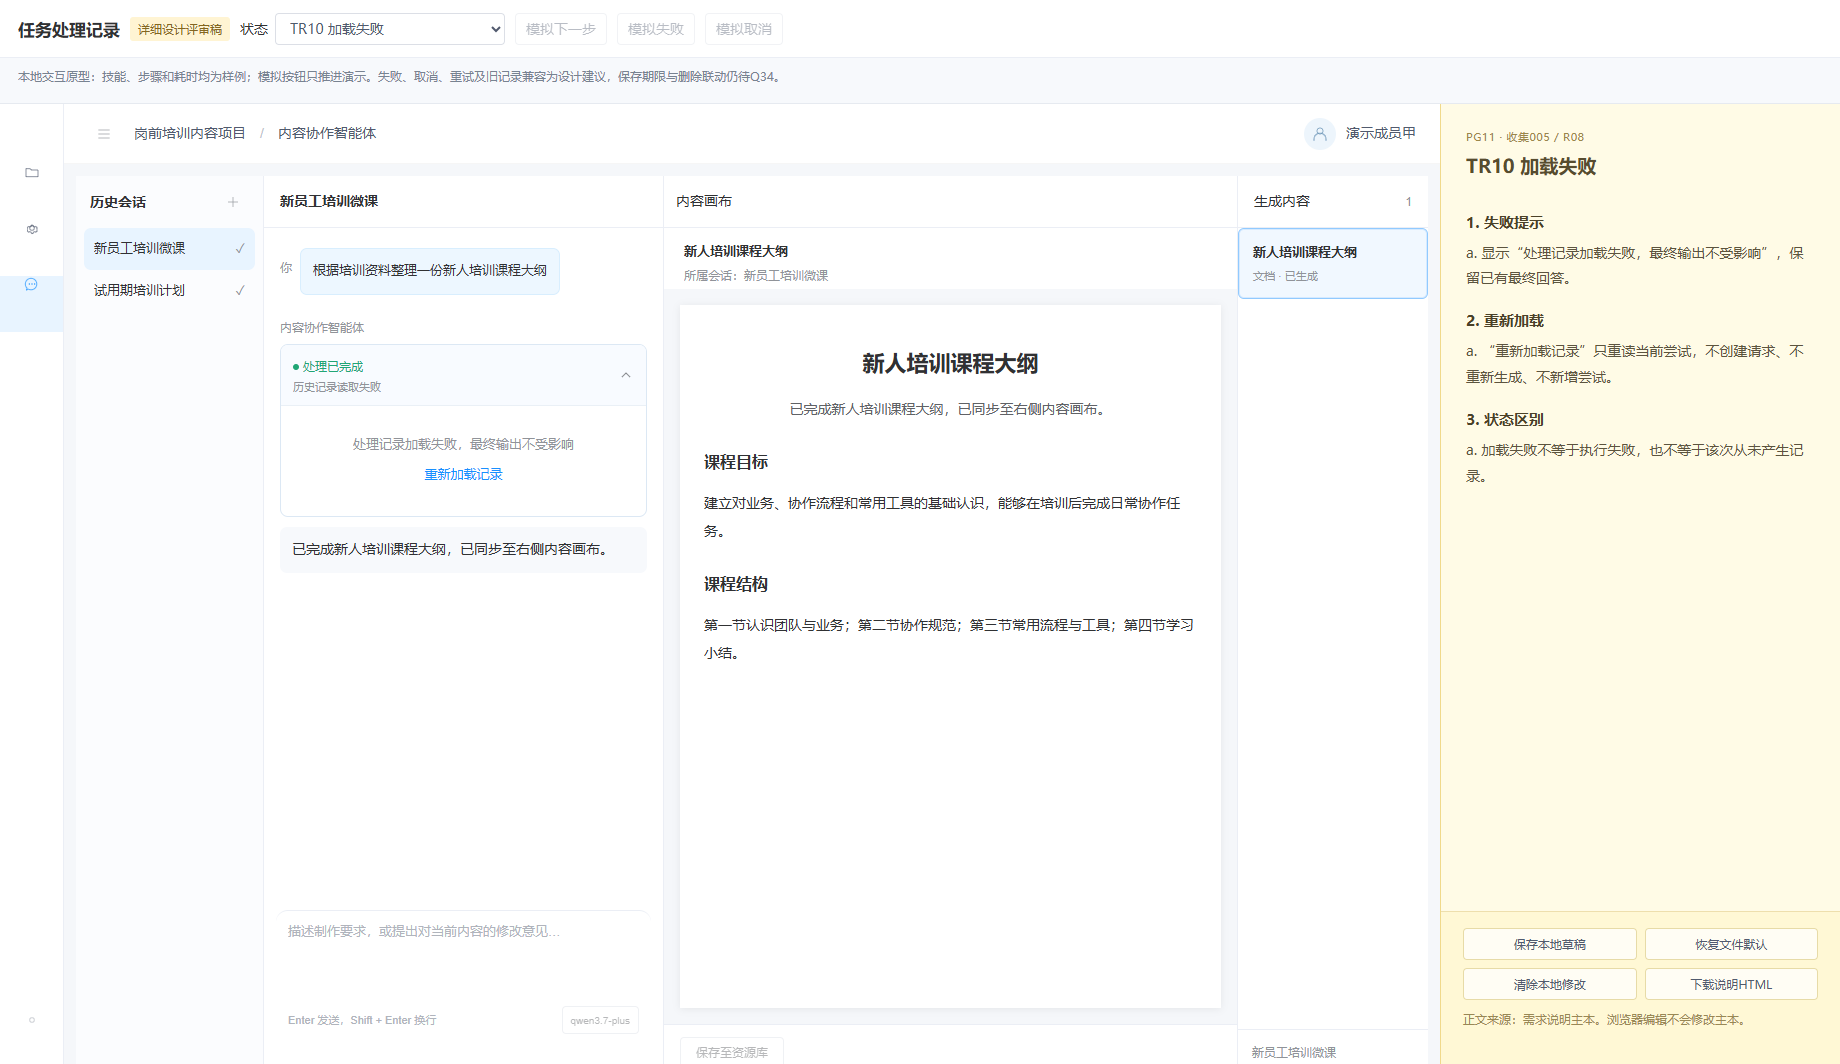 任务处理记录 详细设计评审稿 状态 TR10 加载失败 模拟下一步 模拟失败 模拟取消
本地交互原型：技能、步骤和耗时均为样例；模拟按钮只推进演示。失败、取消、重试及旧记录兼容为设计建议，保存期限与删除联动仍待Q34。
岗前培训内容项目 / 内容协作智能体
演示成员甲
历史会话
新员工培训微课
试用期培训计划
新员工培训微课
你
根据培训资料整理一份新人培训课程大纲
内容协作智能体
处理已完成
历史记录读取失败
处理记录加载失败，最终输出不受影响
重新加载记录
已完成新人培训课程大纲，已同步至右侧内容画布。
描述制作要求，或提出对当前内容的修改意见...
Enter 发送，Shift + Enter 换行
qwen3.7-plus
内容画布
新人培训课程大纲
所属会话：新员工培训微课
新人培训课程大纲
已完成新人培训课程大纲，已同步至右侧内容画布。
课程目标
建立对业务、协作流程和常用工具的基础认识，能够在培训后完成日常协作任
务。
课程结构
第一节认识团队与业务；第二节协作规范；第三节常用流程与工具；第四节学习
小结。
保存至资源库
生成内容 1
新人培训课程大纲
文档 · 已生成
新员工培训微课
PG11 · 收集005 / R08
TR10 加载失败
1. 失败提示
a. 显示“处理记录加载失败，最终输出不受影响”，保
留已有最终回答。
2. 重新加载
a. “重新加载记录”只重读当前尝试，不创建请求、不
重新生成、不新增尝试。
3. 状态区别
a. 加载失败不等于执行失败，也不等于该次从未产生记
录。
保存本地草稿 恢复文件默认
清除本地修改 下载说明HTML
正文来源：需求说明主本。浏览器编辑不会修改主本。